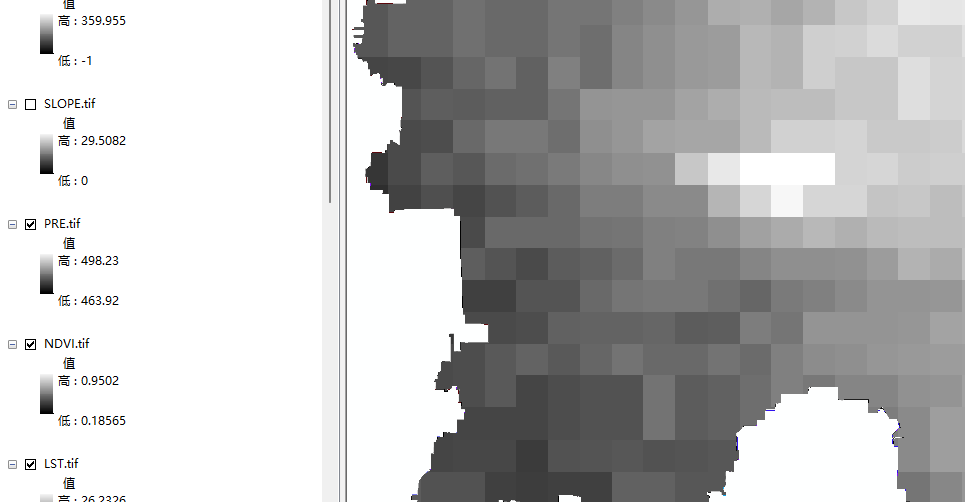 值
高 : 359.955
低 : -1
SLOPE.tif
值
高 : 29.5082
低 : 0
PRE.tif
值
高 : 498.23
低 : 463.92
NDVI.tif
值
高 : 0.9502
低 : 0.18565
LST.tif
值
高 : 26.2326